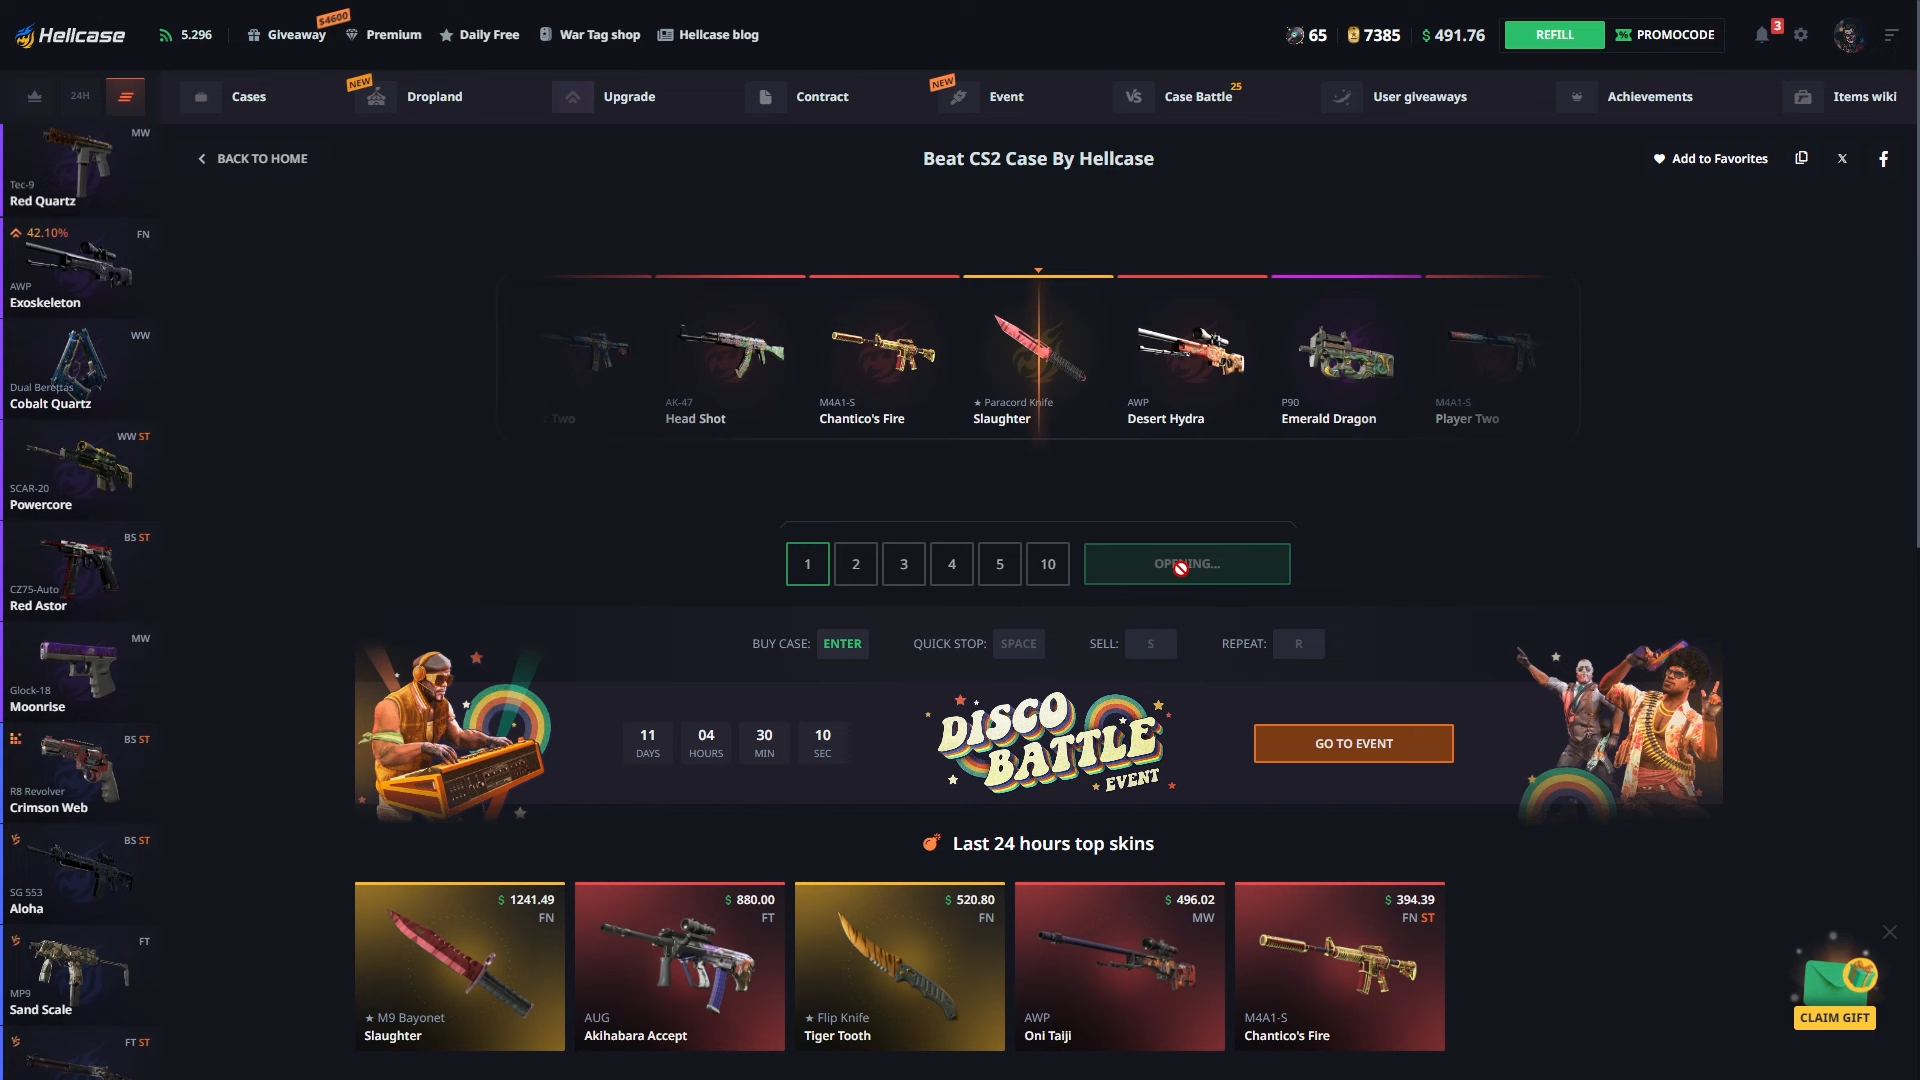 Hellcase
5.296
$4600
Giveaway
Premium
Daily Free
War Tag shop
Hellcase blog
65
7385
$ 491.76
REFILL
PROMOCODE
3
24H
Cases
NEW
Dropland
Upgrade
Contract
NEW
Event
VS
Case Battle
25
User giveaways
Achievements
Items wiki
BACK TO HOME
Beat CS2 Case By Hellcase
Add to Favorites
MW
Tec-9
Red Quartz
42.10%
FN
AWP
Exoskeleton
WW
Dual Berettas
Cobalt Quartz
WW ST
SCAR-20
Powercore
BS ST
CZ75-Auto
Red Astor
MW
Glock-18
Moonrise
BS ST
R8 Revolver
Crimson Web
BS ST
SG 553
Aloha
FT
MP9
Sand Scale
FT ST
Two
AK-47
Head Shot
M4A1-S
Chantico's Fire
★ Paracord Knife
Slaughter
AWP
Desert Hydra
P90
Emerald Dragon
M4A1-S
Player Two
1
2
3
4
5
10
OPENING...
BUY CASE: ENTER
QUICK STOP: SPACE
SELL: S
REPEAT: R
11
DAYS
04
HOURS
30
MIN
10
SEC
DISCO
BATTLE
EVENT
GO TO EVENT
Last 24 hours top skins
$ 1241.49
FN
★ M9 Bayonet
Slaughter
$ 880.00
FT
AUG
Akihabara Accept
$ 520.80
FN
★ Flip Knife
Tiger Tooth
$ 496.02
MW
AWP
Oni Taiji
$ 394.39
FN ST
M4A1-S
Chantico's Fire
CLAIM GIFT